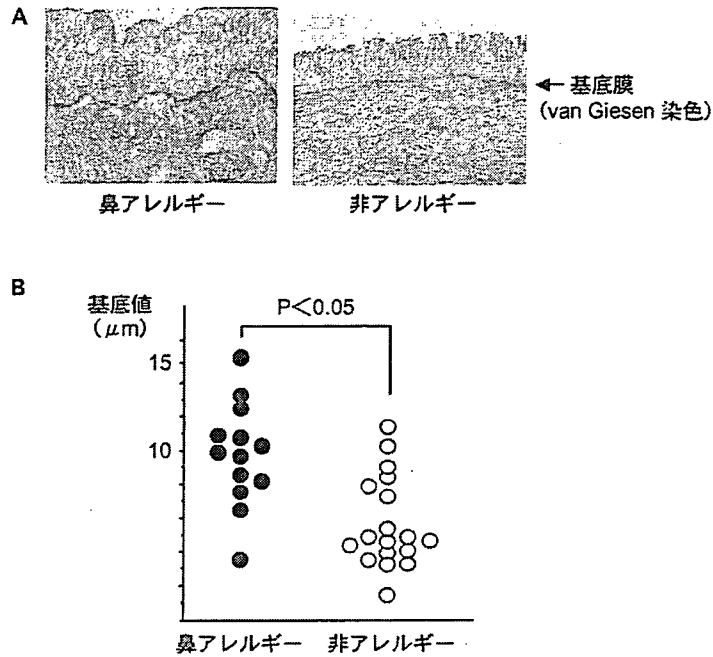 A
基底膜
(van Giesen 染色)
鼻アレルギー
非アレルギー
B
基底値
(μm)
P<0.05
15
10
鼻アレルギー
非アレルギー